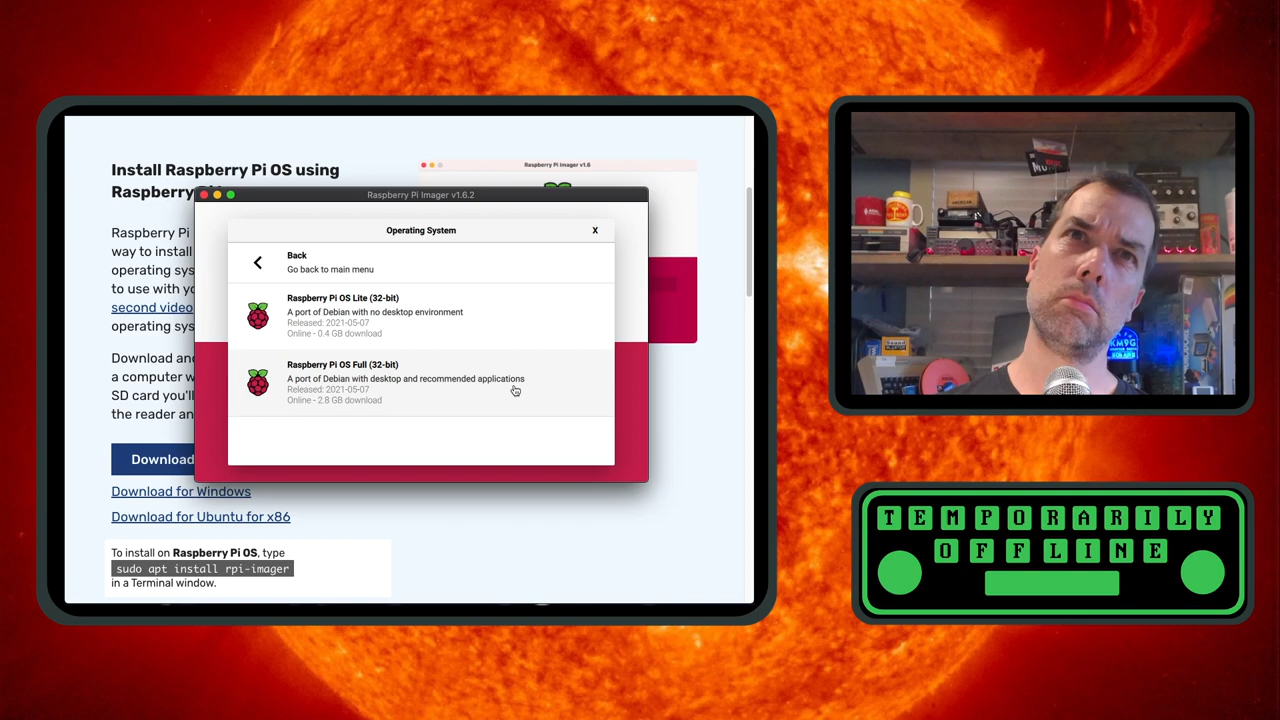 Install Raspberry Pi OS using
Raspberry
Raspberry Pi
way to install
operating sys
to use with yo
second video
operating sys
Download and
a computer w
SD card you'll
the reader an
Download
Download for Windows
Download for Ubuntu for x86
To install on Raspberry Pi OS, type
sudo apt install rpi-imager
in a Terminal window.
Raspberry Pi Imager v1.6
Raspberry Pi Imager v1.6.2
Operating System
X
Back
Go back to main menu
Raspberry Pi OS Lite (32-bit)
A port of Debian with no desktop environment
Released: 2021-05-07
Online - 0.4 GB download
Raspberry Pi OS Full (32-bit)
A port of Debian with desktop and recommended applications
Released: 2021-05-07
Online - 2.8 GB download
AMERICAN
KM9G
TEMPORARILY
OFFLINE